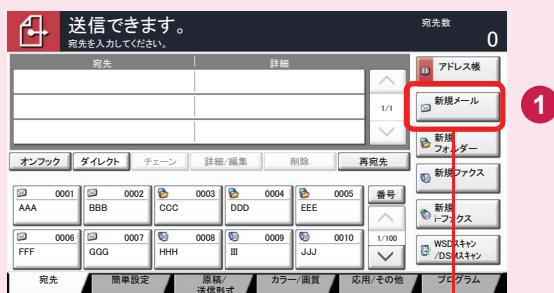 送信できます。
宛先を入力してください。
宛先数
0
宛先 詳細
1/1
アドレス帳
新規メール
1
新規
フォルダー
新規ファクス
新規
i-ファクス
WSDスキャン
/DSMスキャン
オンフック ダイレクト チェーン 詳細/編集 削除 再宛先
0001 0002 0003 0004 0005 番号
AAA BBB CCC DDD EEE
0006 0007 0008 0009 0010 1/100
FFF GGG HHH III JJJ
宛先 簡単設定 原稿/
送信形式 カラー/画質 応用/その他 プログラム